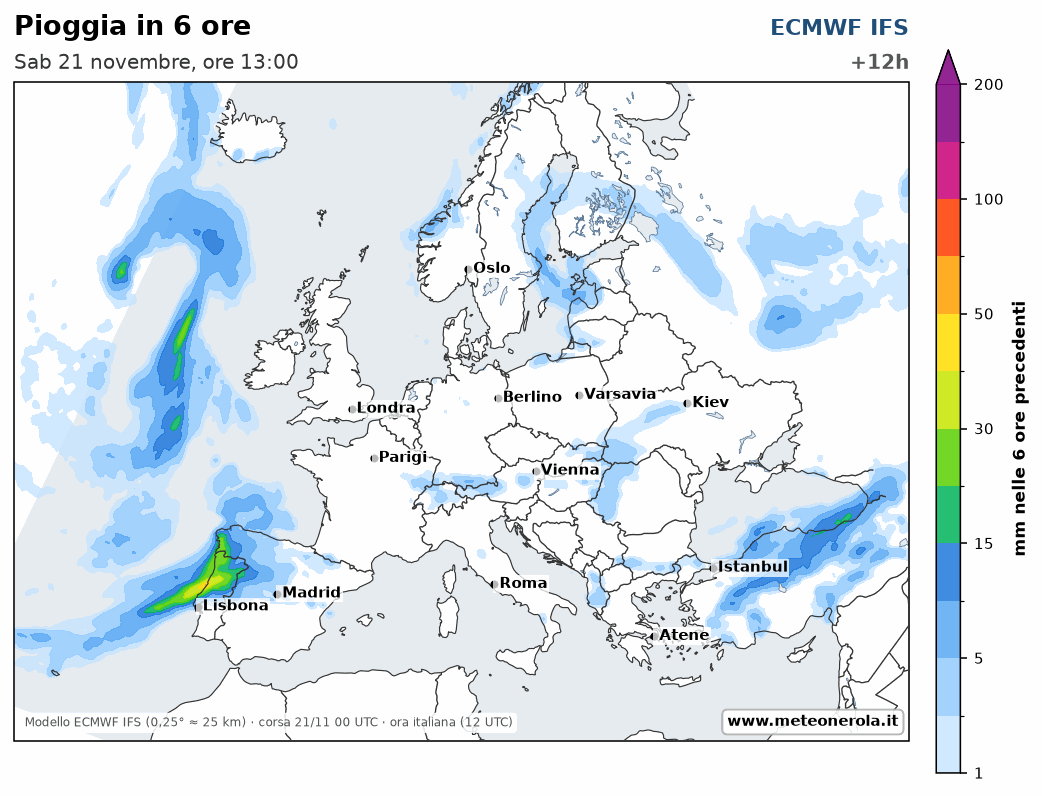 Pioggia in 6 ore
ECMWF IFS
Sab 21 novembre, ore 13:00
+12h
200
100
50
30
15
5
1
mm nelle 6 ore precedenti
Oslo
Londra
Berlino
Varsavia
Kiev
Parigi
Vienna
Istanbul
Roma
Madrid
Lisbona
Atene
Modello ECMWF IFS (0,25° ≈ 25 km) · corsa 21/11 00 UTC · ora italiana (12 UTC)
www.meteonerola.it